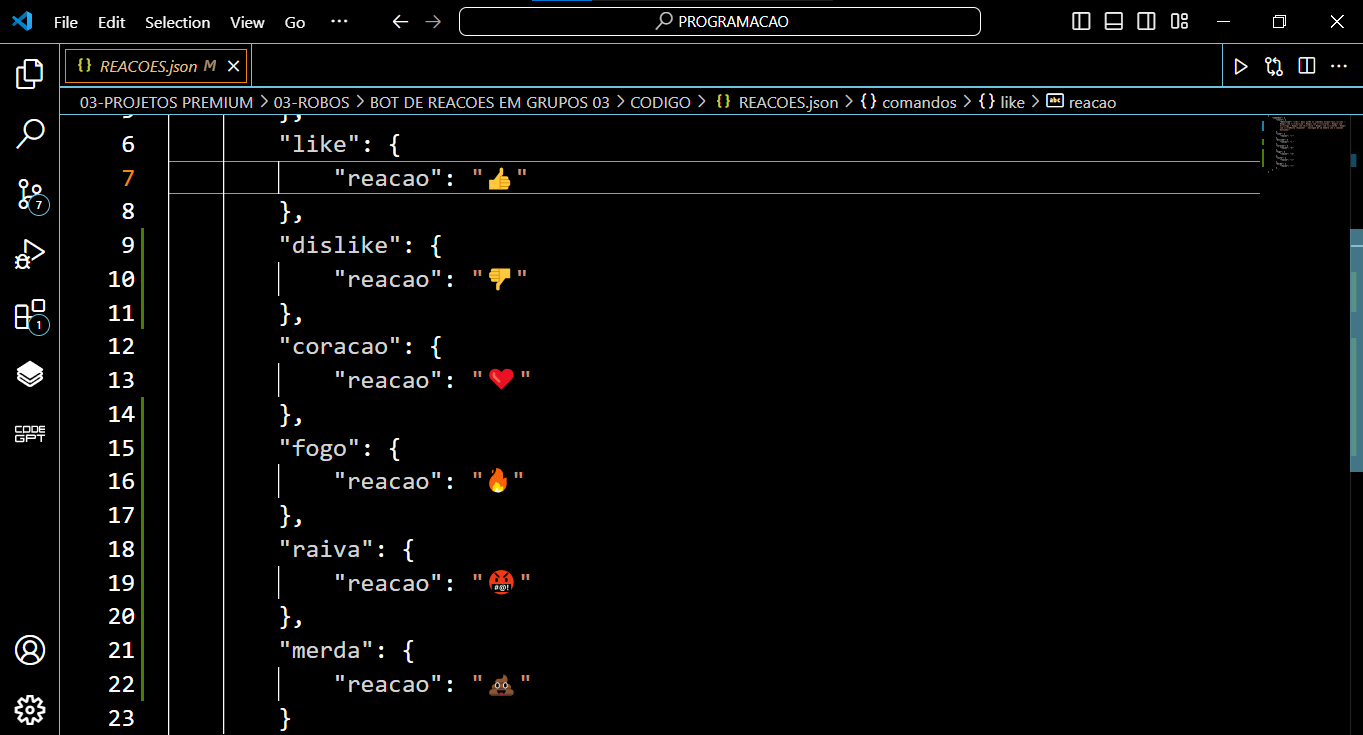 File Edit Selection View Go ··· PROGRAMACAO
{} REACOES.json M
03-PROJETOS PREMIUM > 03-ROBOS > BOT DE REACOES EM GRUPOS 03 > CODIGO > {} REACOES.json > {} comandos > {} like > abc reacao
6 "like": {
7 "reacao": "👍"
8 },
9 "dislike": {
10 "reacao": "👎"
11 },
12 "coracao": {
13 "reacao": "❤️"
14 },
15 "fogo": {
16 "reacao": "🔥"
17 },
18 "raiva": {
19 "reacao": "🤬"
20 },
21 "merda": {
22 "reacao": "💩"
23 }
7
1
CODE
GPT